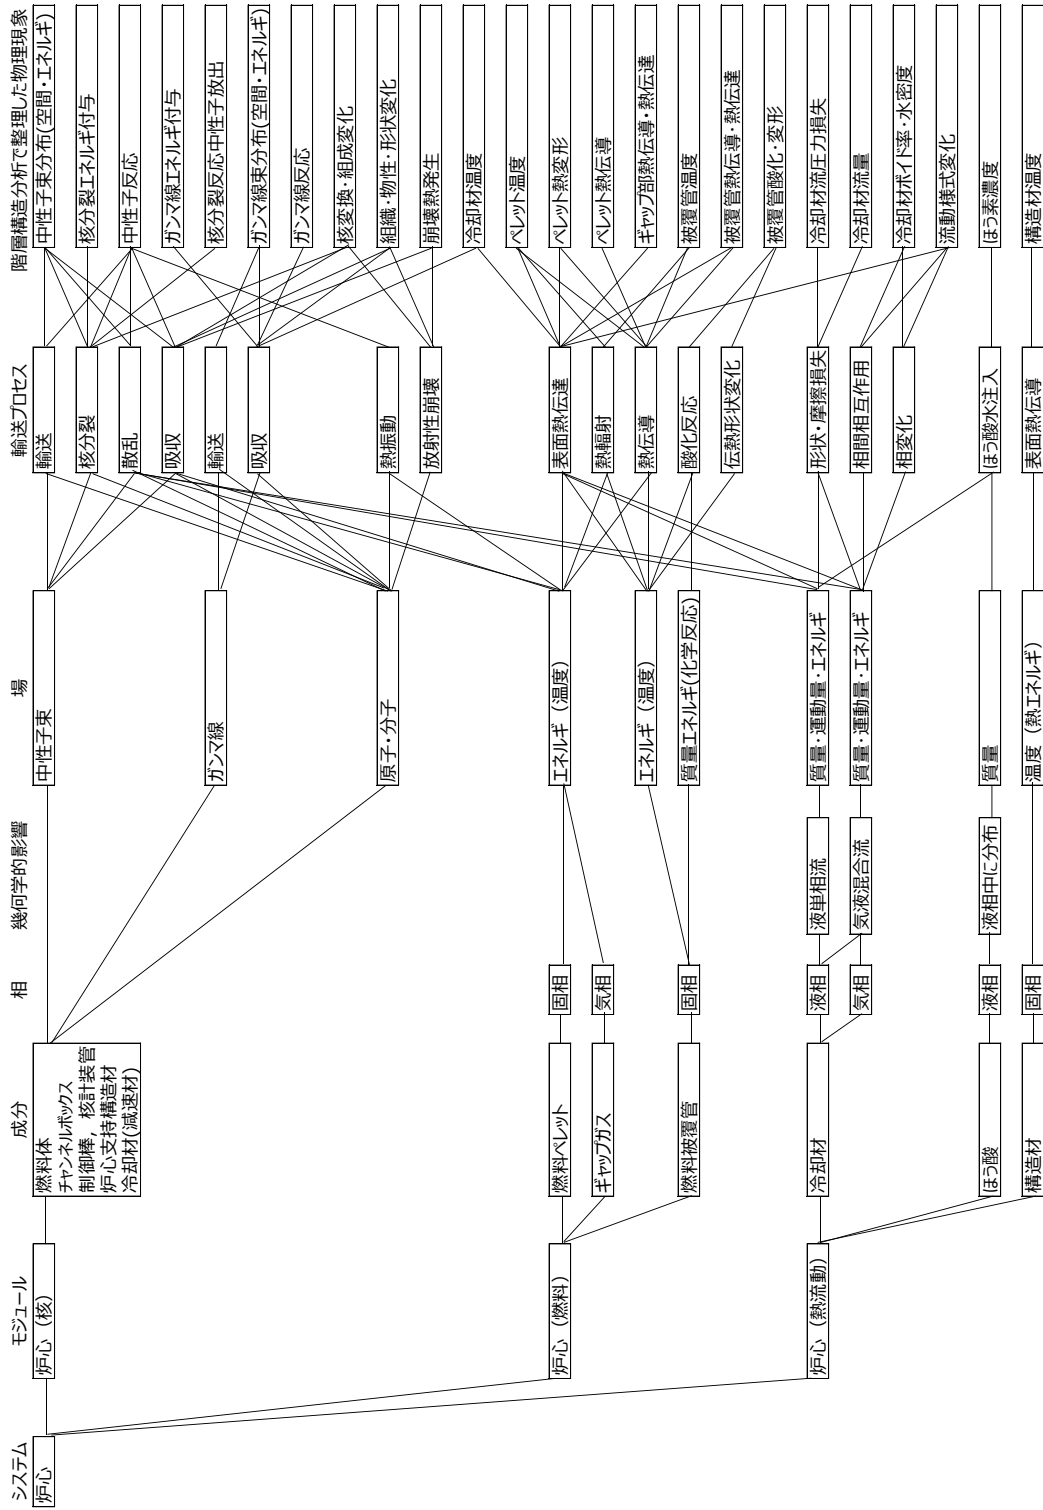 システム
モジュール
成分
相
幾何学的影響
場
輸送プロセス
階層構造分析で整理した物理現象
炉心
炉心（核）
炉心（燃料）
炉心（熱流動）
燃料体
チャンネルボックス
制御棒，核計装管
炉心支持構造材
冷却材(減速材)
燃料ペレット
ギャップガス
燃料被覆管
冷却材
ほう酸
構造材
固相
気相
固相
液相
気相
液相
固相
液単相流
気液混合流
液相中に分布
中性子束
ガンマ線
原子・分子
エネルギ（温度）
エネルギ（温度）
質量エネルギ(化学反応)
質量・運動量・エネルギ
質量・運動量・エネルギ
質量
温度（熱エネルギ）
輸送
核分裂
散乱
吸収
輸送
吸収
熱振動
放射性崩壊
表面熱伝達
熱輻射
熱伝導
酸化反応
伝熱形状変化
形状・摩擦損失
相間相互作用
相変化
ほう酸水注入
表面熱伝導
中性子束分布(空間・エネルギ)
核分裂エネルギ付与
中性子反応
ガンマ線エネルギ付与
核分裂反応中性子放出
ガンマ線束分布(空間・エネルギ)
ガンマ線反応
核変換・組成変化
組織・物性・形状変化
崩壊熱発生
冷却材温度
ペレット温度
ペレット熱変形
ペレット熱伝導
ギャップ部熱伝導・熱伝達
被覆管温度
被覆管熱伝導・熱伝達
被覆管酸化・変形
冷却材流圧力損失
冷却材流量
冷却材ボイド率・水密度
流動様式変化
ほう素濃度
構造材温度